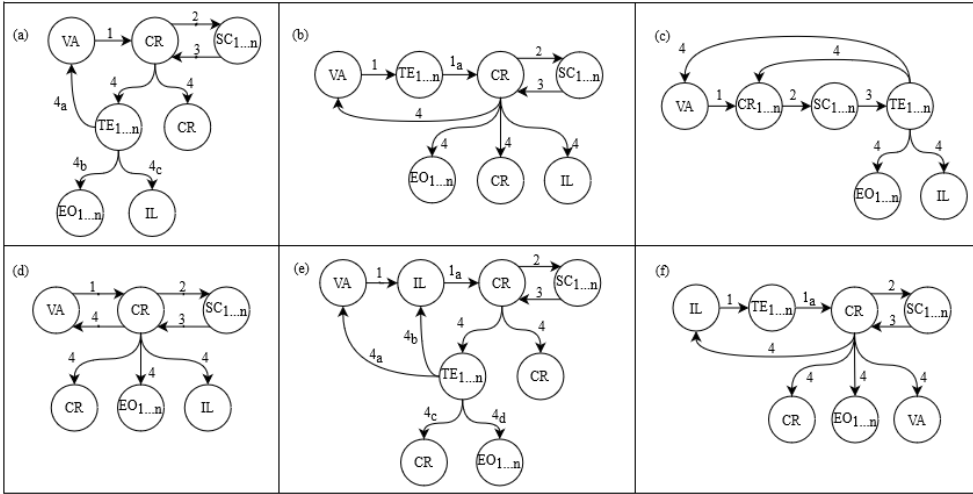 (a)
VA
1
CR
2
3
SC1...n
4
4
4a
TE1...n
CR
4b
4c
EO1...n
IL
(b)
VA
1
TE1...n
1a
CR
2
3
SC1...n
4
4
4
4
EO1...n
CR
IL
(c)
4
4
VA
1
CR1...n
2
SC1...n
3
TE1...n
4
4
EO1...n
IL
(d)
VA
1
4
CR
2
3
SC1...n
4
4
4
CR
EO1...n
IL
(e)
VA
1
IL
1a
CR
2
3
SC1...n
4
4
4a
4b
TE1...n
CR
4c
4d
CR
EO1...n
(f)
IL
1
TE1...n
1a
CR
2
3
SC1...n
4
4
4
4
CR
EO1...n
VA